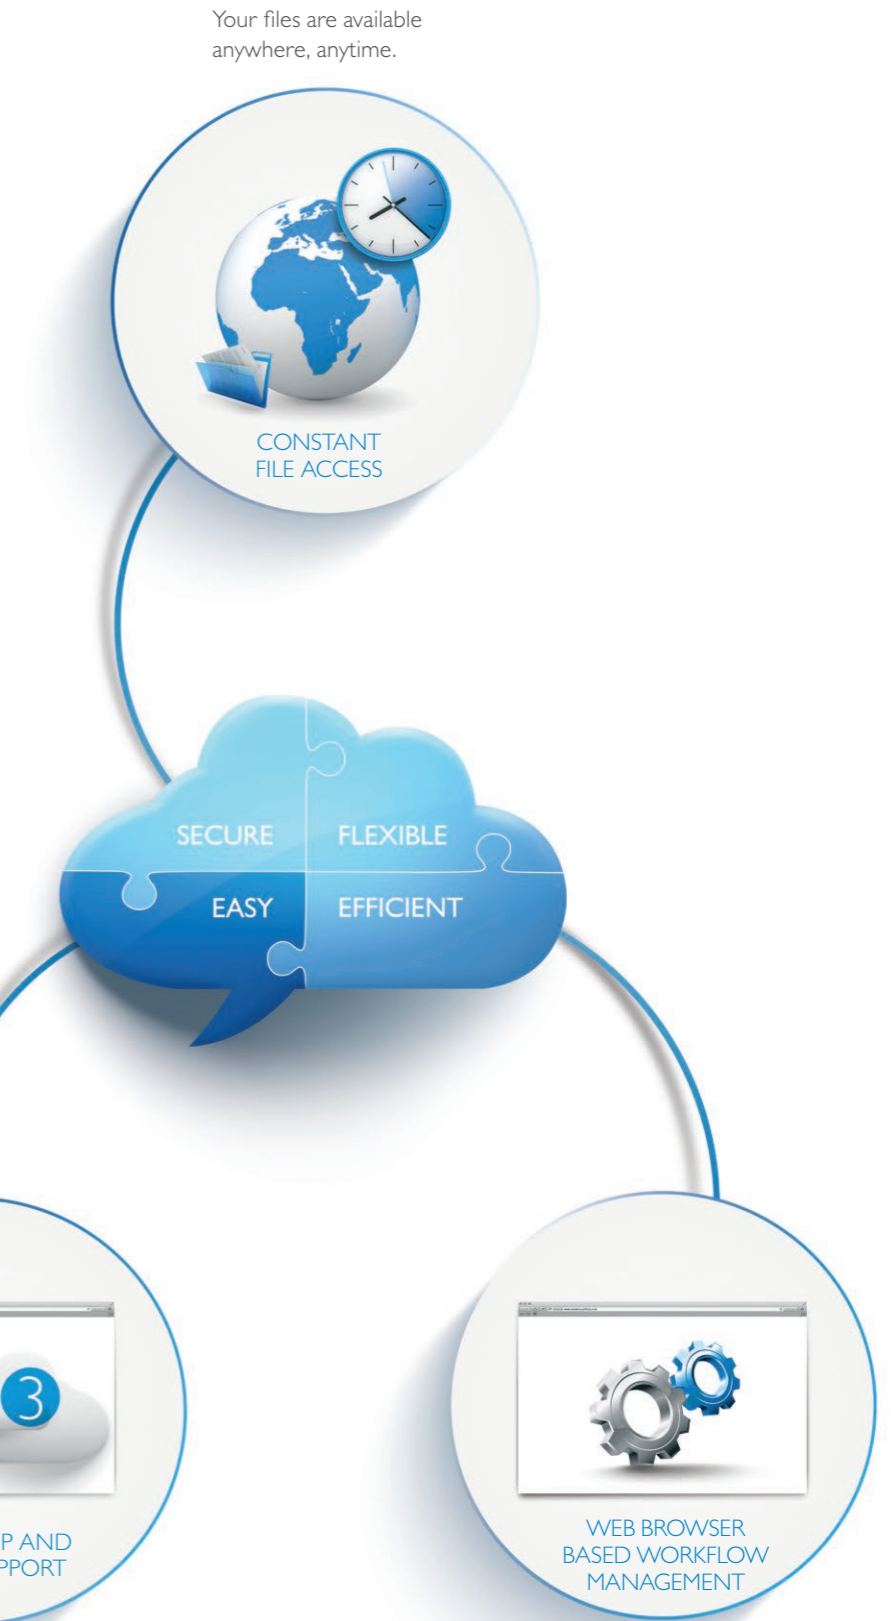 Your files are available
anywhere, anytime.
CONSTANT
FILE ACCESS
SECURE
FLEXIBLE
EASY
EFFICIENT
3
P AND
PPORT
WEB BROWSER
BASED WORKFLOW
MANAGEMENT